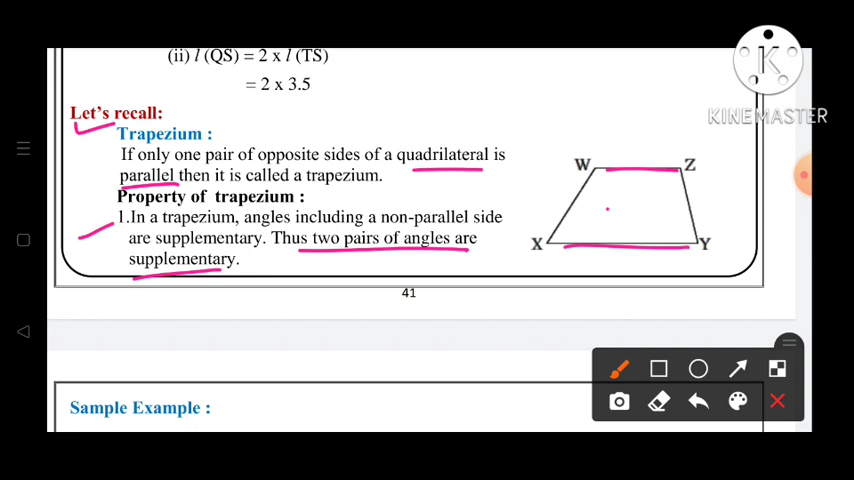 (ii) l (QS) = 2 x l (TS)
= 2 x 3.5
Let's recall:
Trapezium :
If only one pair of opposite sides of a quadrilateral is
parallel then it is called a trapezium.
Property of trapezium :
1.In a trapezium, angles including a non-parallel side
are supplementary. Thus two pairs of angles are
supplementary.
W
Z
X
Y
41
Sample Example :
K
KINEMASTER